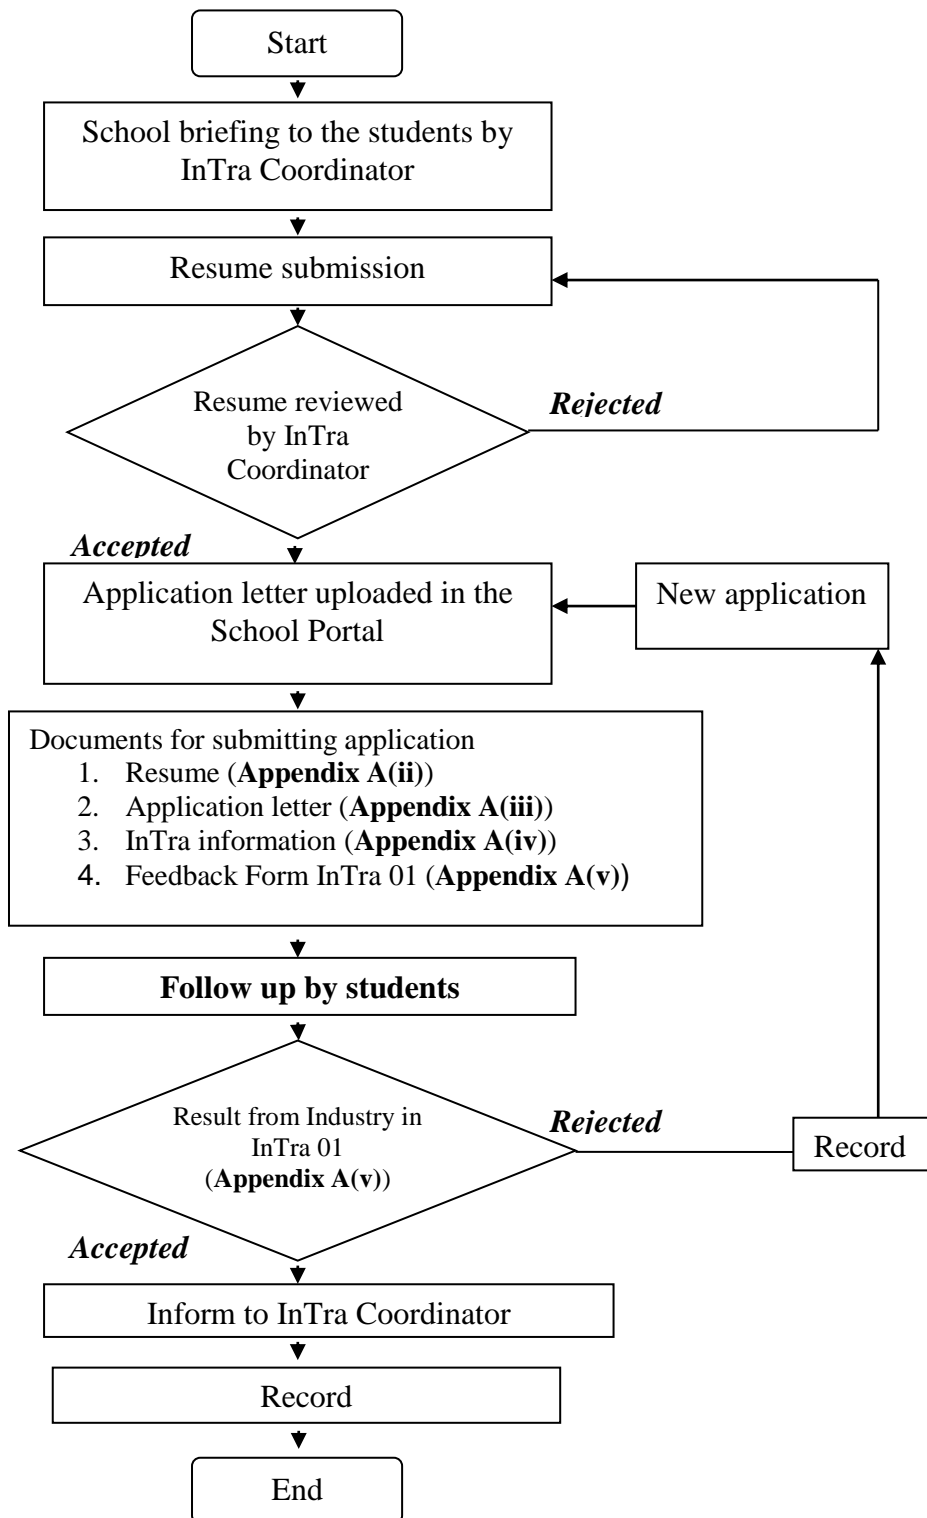 Start
School briefing to the students by
InTra Coordinator
Resume submission
Resume reviewed
by InTra
Coordinator
Rejected
Accepted
Application letter uploaded in the
School Portal
New application
Documents for submitting application
1. Resume (Appendix A(ii))
2. Application letter (Appendix A(iii))
3. InTra information (Appendix A(iv))
4. Feedback Form InTra 01 (Appendix A(v))
Follow up by students
Result from Industry in
InTra 01
(Appendix A(v))
Rejected
Record
Accepted
Inform to InTra Coordinator
Record
End